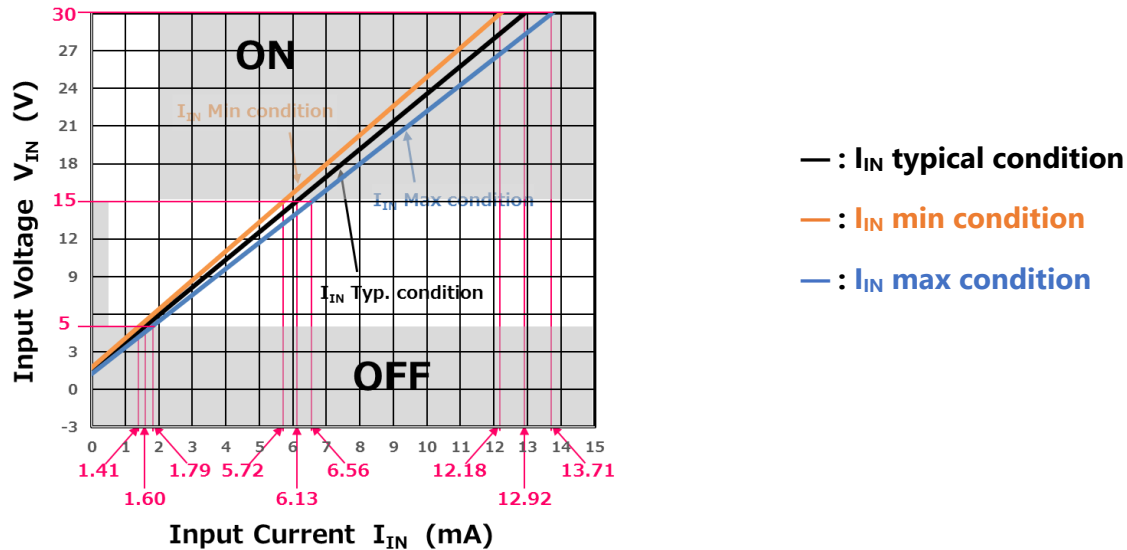 30
27
24
21
18
15
12
9
5
3
0
-3
Input Voltage V_IN (V)
ON
I_IN Min condition
I_IN Max condition
I_IN Typ. condition
OFF
0 1 2 3 4 5 6 7 8 9 10 11 12 13 14 15
1.41 1.79 5.72 6.56 12.18 13.71
1.60 6.13 12.92
Input Current I_IN (mA)
— : I_IN typical condition
— : I_IN min condition
— : I_IN max condition